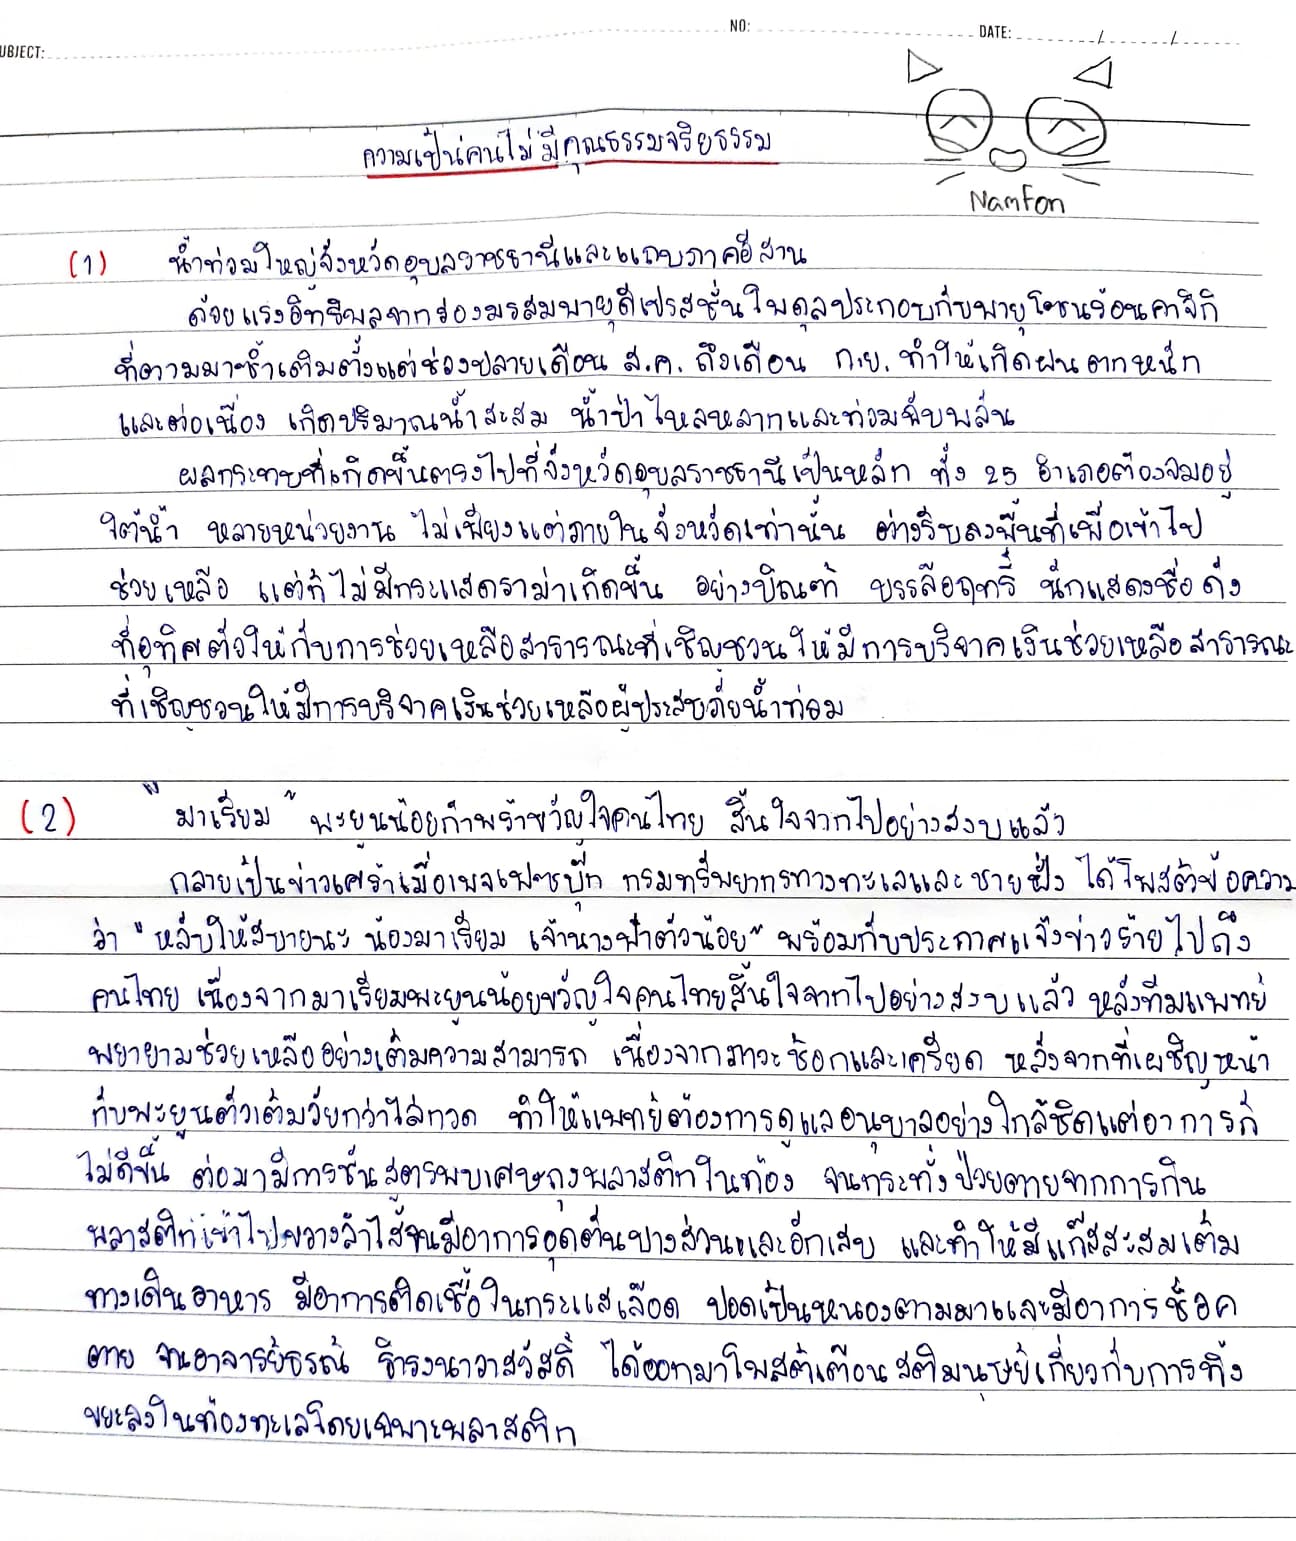 NO:
DATE: / /
UBJECT:
ความเป็นคนไม่มีคุณธรรมจริยธรรม
Namfon
(1) น้ำท่วมใหญ่จังหวัดอุบลราชธานีและแถบภาคอีสาน
ด้วยแรงอิทธิพลจากร่องมรสมพายุดีเปรสชั่นโพดุลประกอบกับพายุโซนร้อนคาจิกิ
ที่ตามมาซ้ำเติมตั้งแต่ช่วงปลายเดือน ส.ค. ถึงเดือน ก.ย. ทำให้เกิดฝนตกหนัก
และต่อเนื่อง เกิดปริมาณน้ำสะสม น้ำป่าไหลหลากและท่วมฉับพลัน
ผลกระทบที่เกิดขึ้นตรงไปที่จังหวัดอุบลราชธานีเป็นหลัก ทั้ง 25 อำเภอต้องจมอยู่
ใต้น้ำ หลายหน่วยงาน ไม่เพียงแต่ภายในจังหวัดเท่านั้น ต่างรีบลงพื้นที่เพื่อเข้าไป
ช่วยเหลือ แต่ก็ไม่มีกระแสดราม่าเกิดขึ้น อย่างบิณฑ์ บรรลือฤทธิ์ นักแสดงชื่อดัง
ที่อุทิศตัวให้กับการช่วยเหลือสาธารณะที่เชิญชวนให้มีการบริจาคเงินช่วยเหลือสาธารณะ
ที่เชิญชวนให้มีการบริจาคเงินช่วยเหลือผู้ประสบภัยน้ำท่วม
(2) "มาเรียม" พะยูนน้อยกำพร้าขวัญใจคนไทย สิ้นใจจากไปอย่างสงบแล้ว
กลายเป็นข่าวเศร้าเมื่อเพจเฟซบุ๊ก กรมทรัพยากรทางทะเลและชายฝั่ง ได้โพสต์ข้อความ
ว่า "หลับให้สบายนะ น้องมาเรียม เจ้านางฟ้าตัวน้อย" พร้อมกับประกาศแจ้งข่าวร้ายไปถึง
คนไทย เนื่องจากมาเรียมพะยูนน้อยขวัญใจคนไทยสิ้นใจจากไปอย่างสงบแล้ว หลังทีมแพทย์
พยายามช่วยเหลืออย่างเต็มความสามารถ เนื่องจากภาวะช็อกและเครียด หลังจากที่เผชิญหน้า
กับพะยูนตัวเต็มวัยกว่าไล่กวด ทำให้แพทย์ต้องการดูแลอนุบาลอย่างใกล้ชิดแต่อาการก็
ไม่ดีขึ้น ต่อมามีการชันสูตรพบเศษถุงพลาสติกในท้อง จนกระทั่งป่วยตายจากการกิน
พลาสติกเข้าไปขวางลำไส้จนมีอาการอุดตันบางส่วนและอักเสบ และทำให้มีแก๊สสะสมเต็ม
ทางเดินอาหาร มีอาการติดเชื้อในกระแสเลือด ปอดเป็นหนองตามมาและมีอาการช็อค
ตาย จนอาจารย์ธรณ์ ธำรงนาวาสวัสดิ์ ได้ออกมาโพสต์เตือนสติมนุษย์เกี่ยวกับการทิ้ง
ขยะลงในท้องทะเลโดยเฉพาะพลาสติก